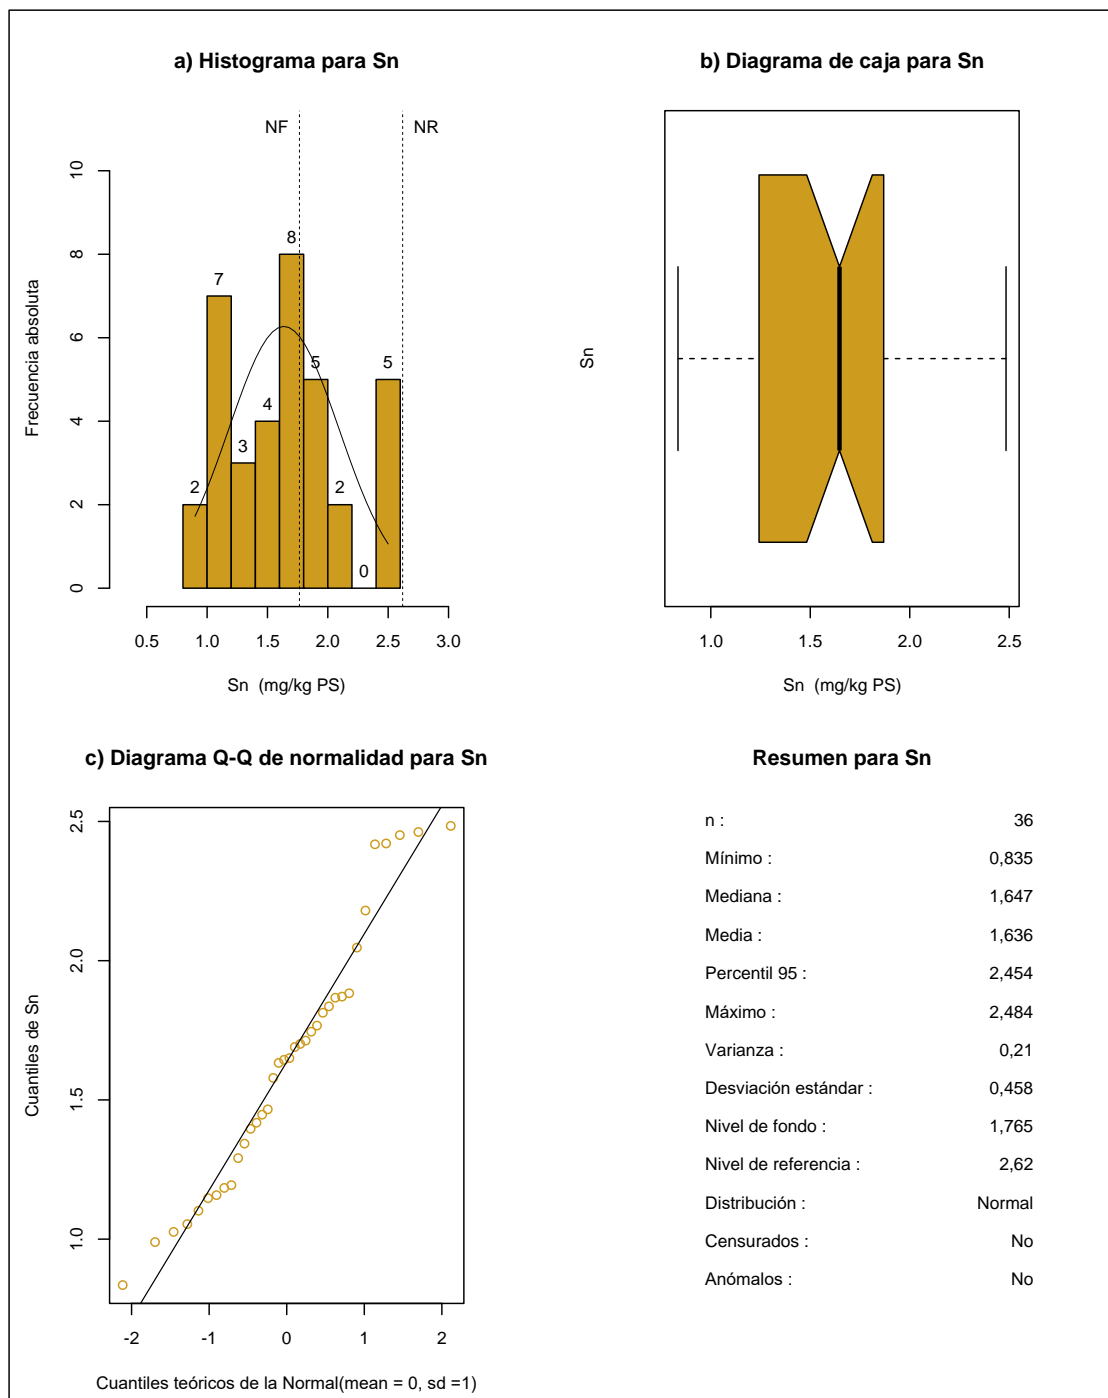 a) Histograma para Sn
NF
NR
Frecuencia absoluta
10
8
6
4
2
0
2
7
3
4
8
5
2
0
5
0.5 1.0 1.5 2.0 2.5 3.0
Sn (mg/kg PS)
b) Diagrama de caja para Sn
Sn
1.0 1.5 2.0 2.5
Sn (mg/kg PS)
c) Diagrama Q-Q de normalidad para Sn
Cuantiles de Sn
2.5
2.0
1.5
1.0
-2 -1 0 1 2
Cuantiles teóricos de la Normal(mean = 0, sd =1)
Resumen para Sn
n : 36
Mínimo : 0,835
Mediana : 1,647
Media : 1,636
Percentil 95 : 2,454
Máximo : 2,484
Varianza : 0,21
Desviación estándar : 0,458
Nivel de fondo : 1,765
Nivel de referencia : 2,62
Distribución : Normal
Censurados : No
Anómalos : No